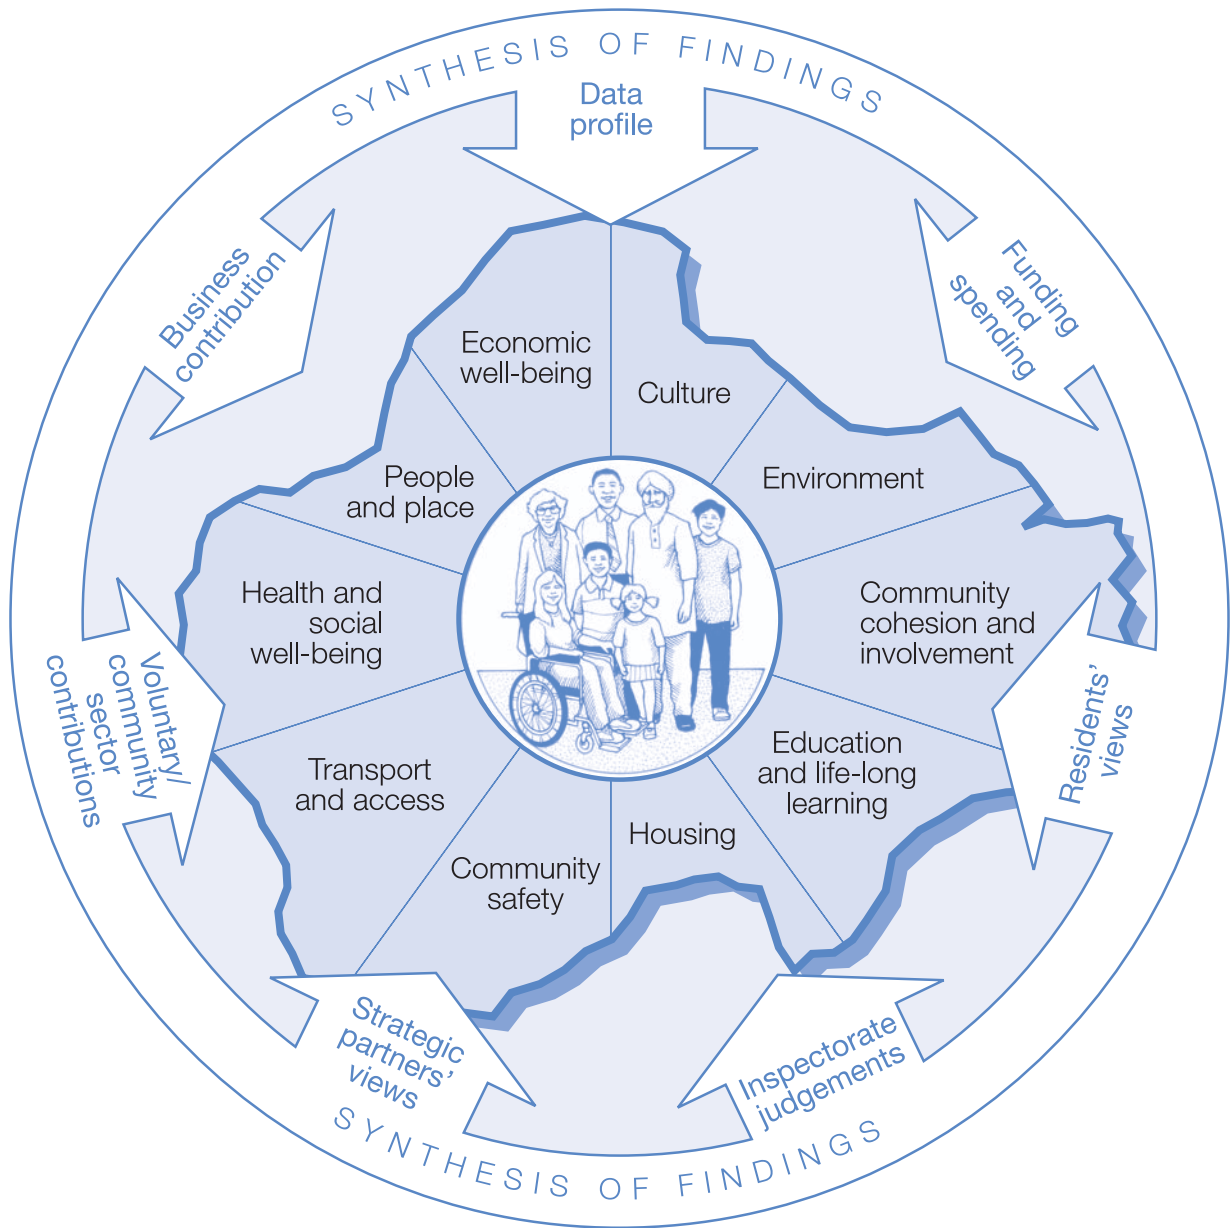 SYNTHESIS OF FINDINGS
Data
profile
Funding
and
spending
Residents’
views
Inspectorate
judgements
Strategic
partners’
views
Voluntary/
community
sector
contributions
Business
contribution
Economic
well-being
Culture
Environment
Community
cohesion and
involvement
Education
and life-long
learning
Housing
Community
safety
Transport
and access
Health and
social
well-being
People
and place
SYNTHESIS OF FINDINGS